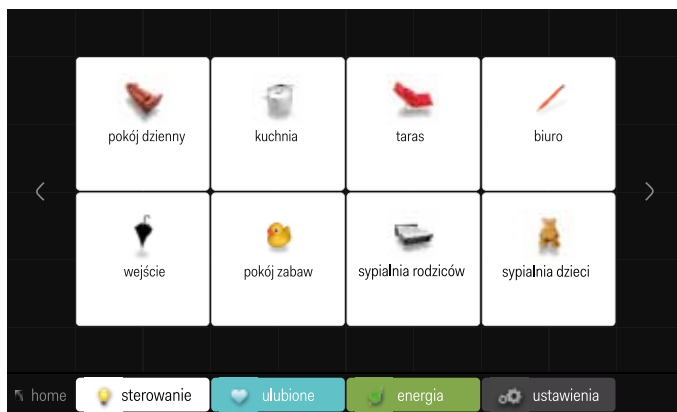 pokój dzienny
kuchnia
taras
biuro
wejście
pokój zabaw
sypialnia rodziców
sypialnia dzieci
home
sterowanie
ulubione
energia
ustawienia